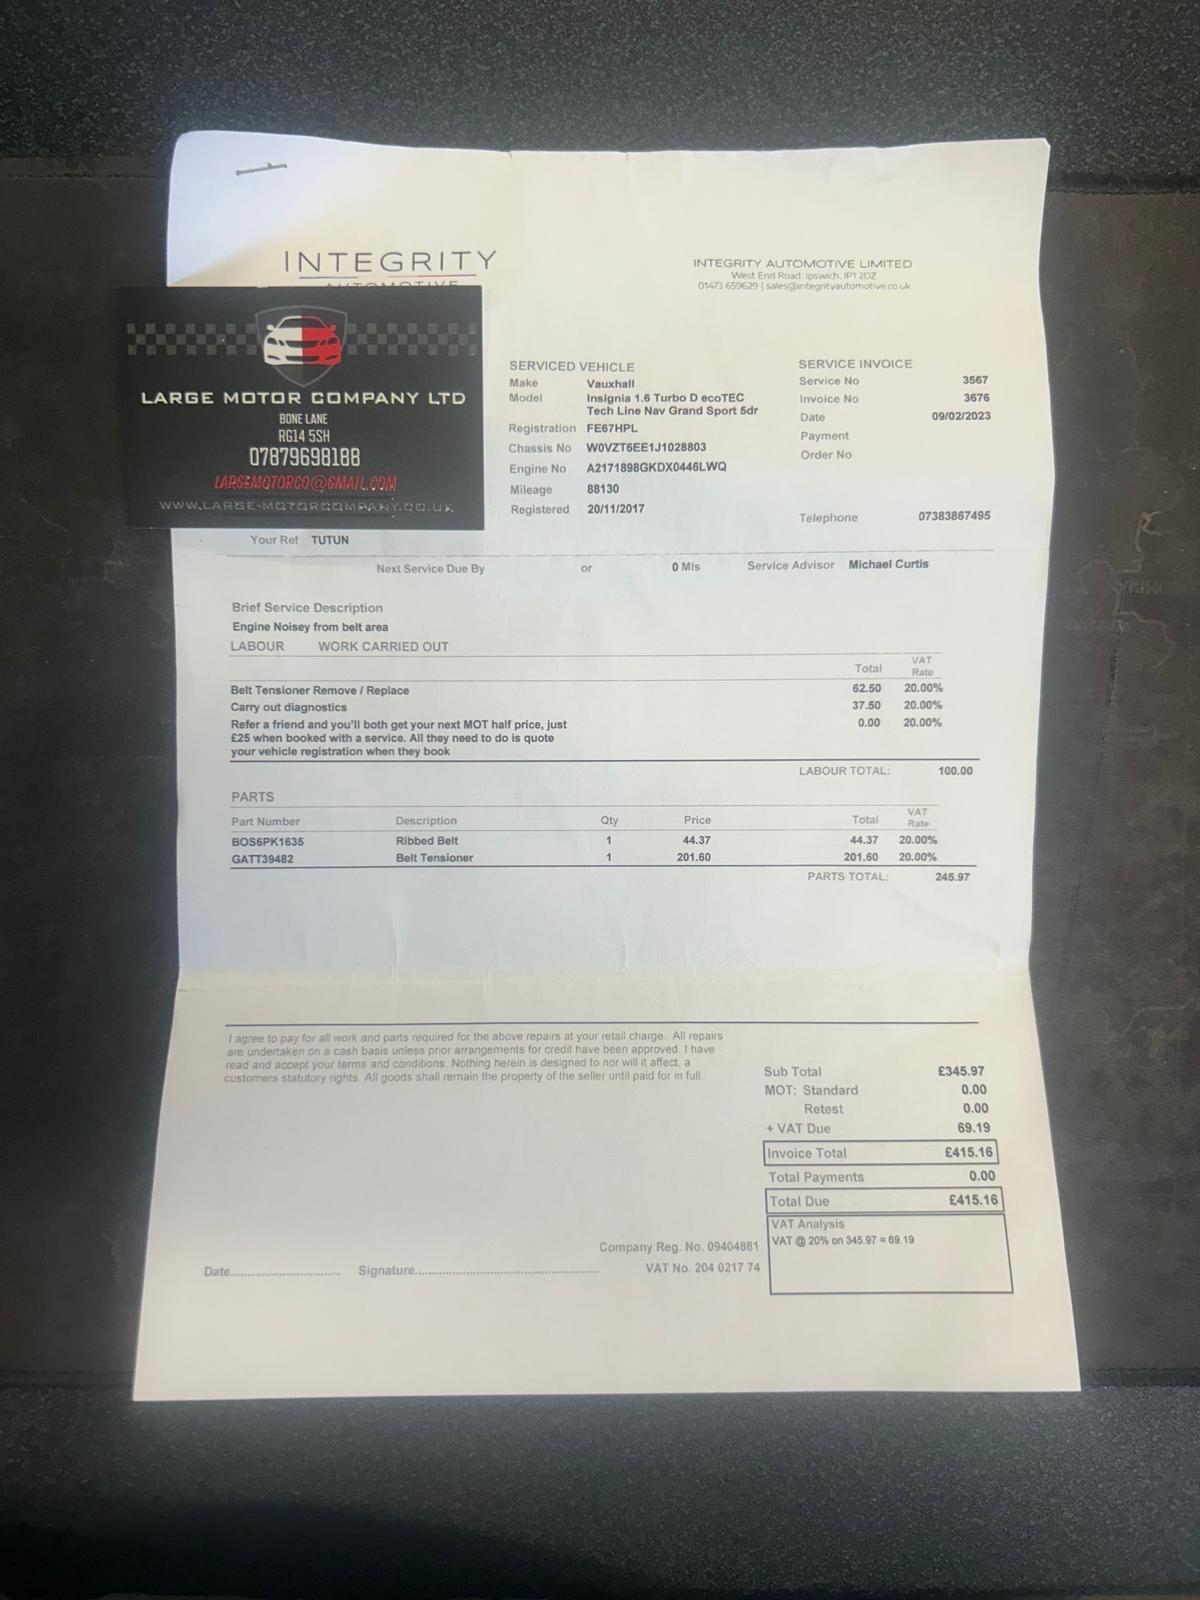 INTEGRITY
AUTOMOTIVE
INTEGRITY AUTOMOTIVE LIMITED
West End Road, Ipswich, IP1 2DZ
01473 659629 | sales@integrityautomotive.co.uk
LARGE MOTOR COMPANY LTD
BONE LANE
RG14 5SH
07879698188
LARGEMOTORCO@GMAIL.COM
WWW.LARGE-MOTORCOMPANY.CO.UK
SERVICED VEHICLE
Make Vauxhall
Model Insignia 1.6 Turbo D ecoTEC
Tech Line Nav Grand Sport 5dr
Registration FE67HPL
Chassis No W0VZT6EE1J1028803
Engine No A2171898GKDX0446LWQ
Mileage 88130
Registered 20/11/2017
SERVICE INVOICE
Service No 3567
Invoice No 3676
Date 09/02/2023
Payment
Order No
Telephone 07383867495
Your Ref TUTUN
Next Service Due By or 0 Mls Service Advisor Michael Curtis
Brief Service Description
Engine Noisey from belt area
LABOUR WORK CARRIED OUT
Total VAT Rate
Belt Tensioner Remove / Replace 62.50 20.00%
Carry out diagnostics 37.50 20.00%
Refer a friend and you'll both get your next MOT half price, just 0.00 20.00%
£25 when booked with a service. All they need to do is quote
your vehicle registration when they book
LABOUR TOTAL: 100.00
PARTS
Part Number Description Qty Price Total VAT Rate
BOS6PK1635 Ribbed Belt 1 44.37 44.37 20.00%
GATT39482 Belt Tensioner 1 201.60 201.60 20.00%
PARTS TOTAL: 245.97
I agree to pay for all work and parts required for the above repairs at your retail charge. All repairs
are undertaken on a cash basis unless prior arrangements for credit have been approved. I have
read and accept your terms and conditions. Nothing herein is designed to nor will it affect, a
customers statutory rights. All goods shall remain the property of the seller until paid for in full.
Sub Total £345.97
MOT: Standard 0.00
Retest 0.00
+ VAT Due 69.19
Invoice Total £415.16
Total Payments 0.00
Total Due £415.16
VAT Analysis
VAT @ 20% on 345.97 = 69.19
Company Reg. No. 09404881
Date.............................. Signature.................................................. VAT No. 204 0217 74